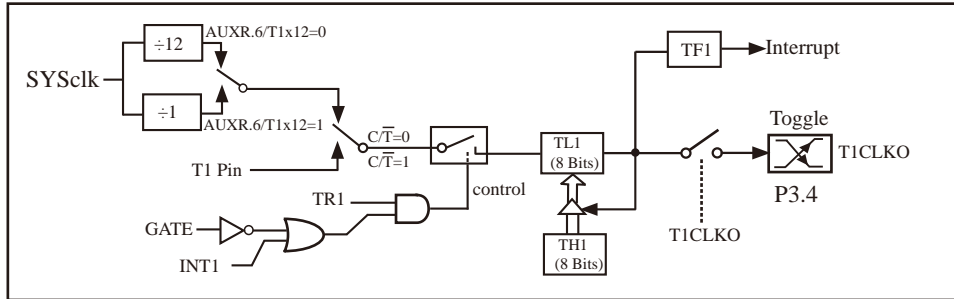 AUXR.6/T1x12=0
÷12
SYSclk
÷1
AUXR.6/T1x12=1
T1 Pin
C/T̅=0
C/T̅=1
control
TR1
GATE
INT1
TL1
(8 Bits)
TH1
(8 Bits)
TF1
Interrupt
Toggle
T1CLKO
P3.4
T1CLKO